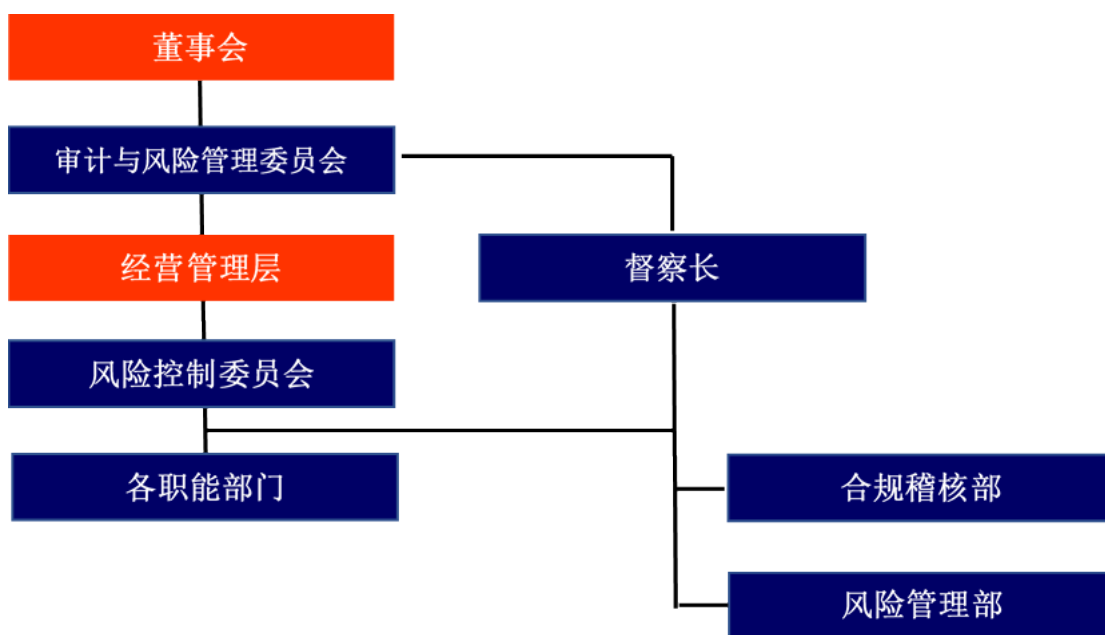 董事会
审计与风险管理委员会
经营管理层
督察长
风险控制委员会
各职能部门
合规稽核部
风险管理部